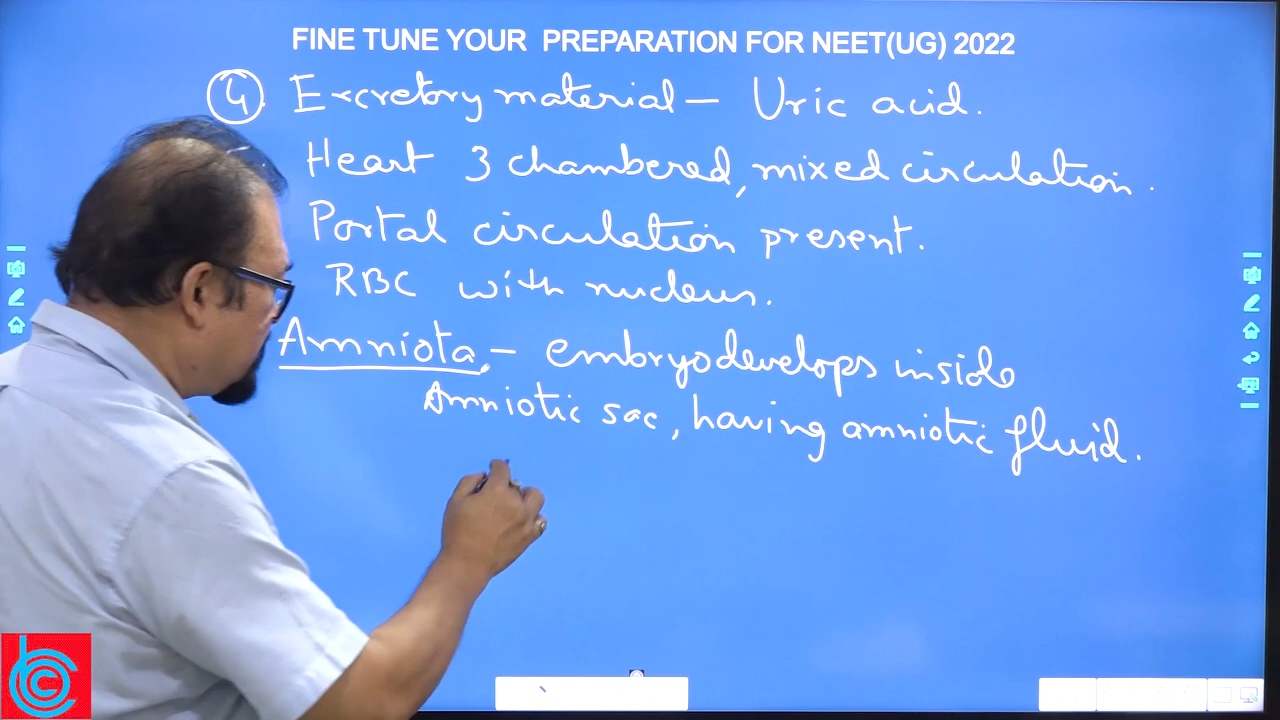 FINE TUNE YOUR PREPARATION FOR NEET(UG) 2022
4. Excretory material – Uric acid.
Heart 3 chambered, mixed circulation.
Portal circulation present.
RBC with nucleus.
Amniota – embryo develops inside
Amniotic sac, having amniotic fluid.